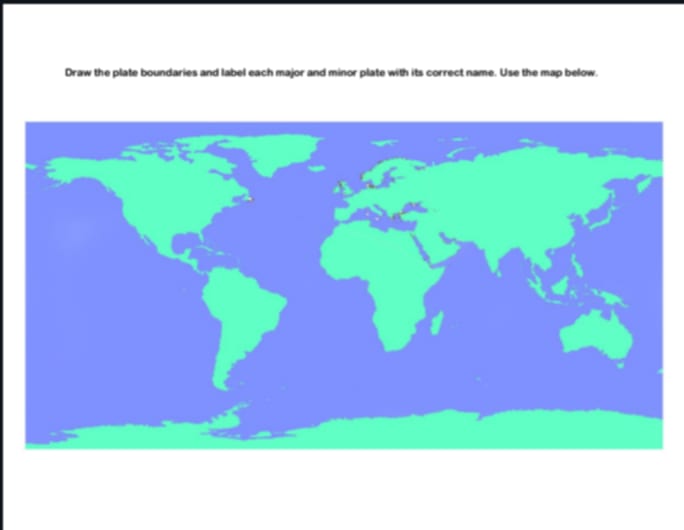 Draw the plate boundaries and label each major and minor plate with its correct name. Use the map below.